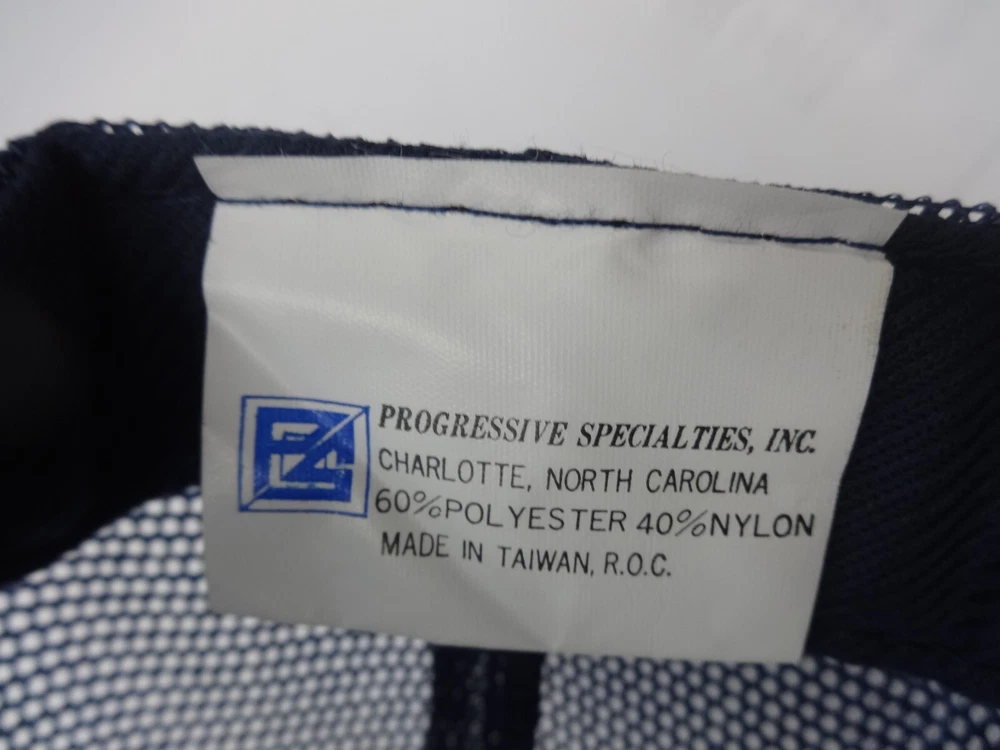 PROGRESSIVE SPECIALTIES, INC.
CHARLOTTE, NORTH CAROLINA
60%POLYESTER 40%NYLON
MADE IN TAIWAN, R.O.C.